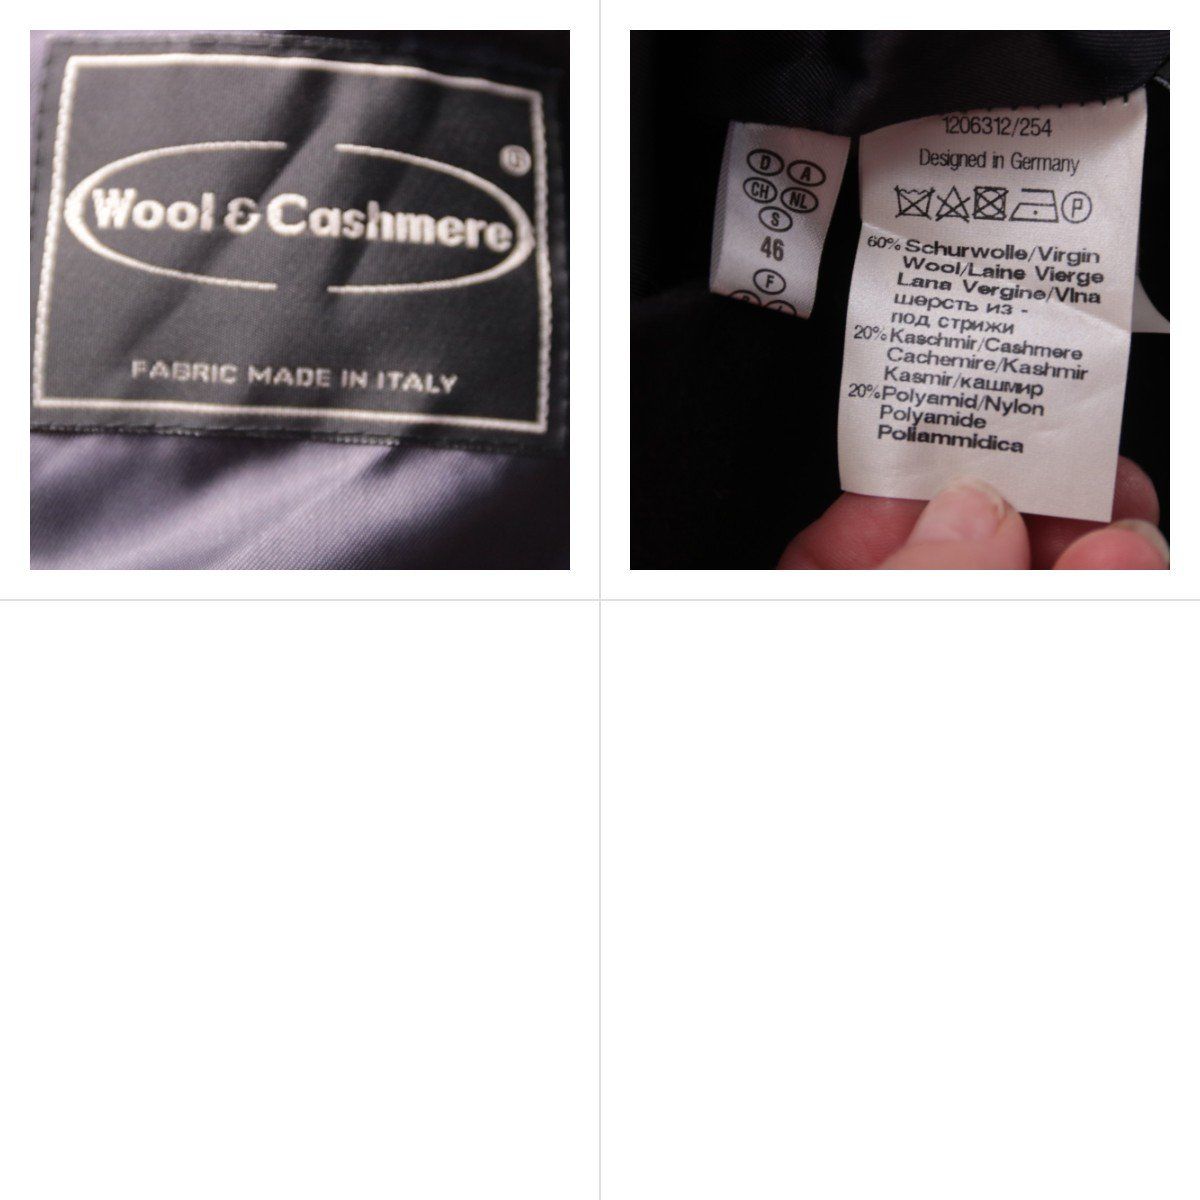 Wool & Cashmere
®
FABRIC MADE IN ITALY
D A
CH NL
S
46
F
1206312/254
Designed in Germany
P
60% Schurwolle/Virgin
Wool/Laine Vierge
Lana Vergine/Vlna
шерсть из -
под стрижи
20% Kaschmir/Cashmere
Cachemire/Kashmir
Kasmir/кашмир
20% Polyamid/Nylon
Polyamide
Poliammidica